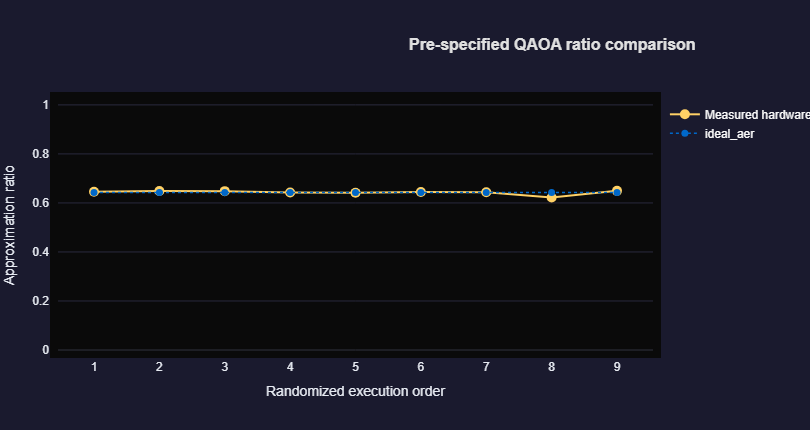 Pre-specified QAOA ratio comparison
1
0.8
0.6
0.4
0.2
0
Approximation ratio
1 2 3 4 5 6 7 8 9
Randomized execution order
Measured hardware
ideal_aer